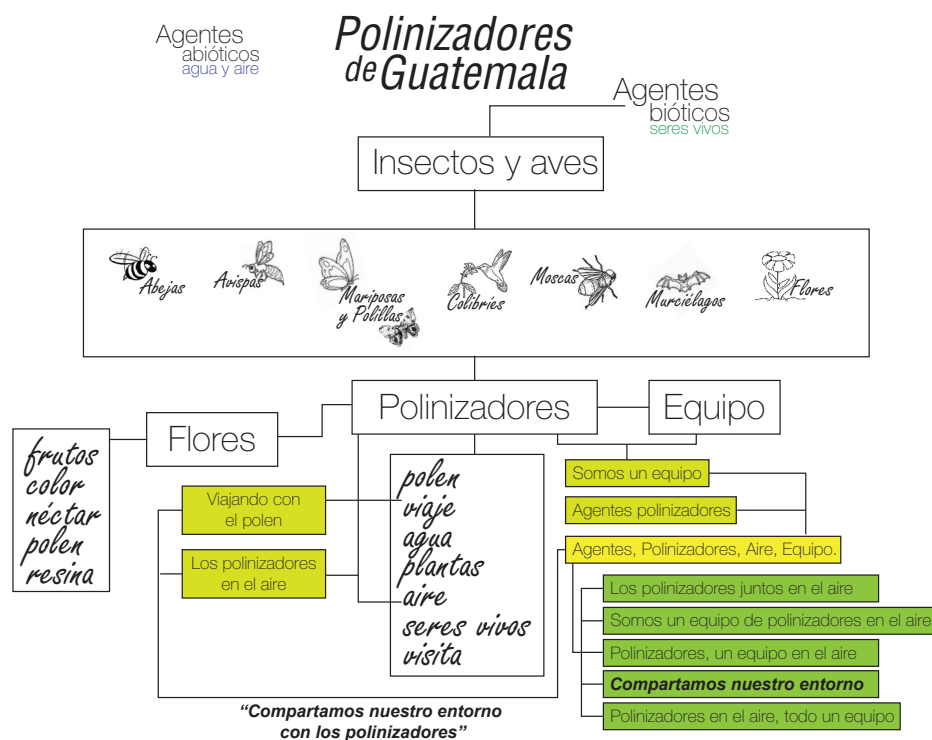 Agentes
abióticos
agua y aire
Polinizadores
de Guatemala
Agentes
bióticos
seres vivos
Insectos y aves
Abejas
Avispas
Mariposas
y Polillas
Colibríes
Moscas
Murciëlagos
Flores
Flores
Polinizadores
Equipo
frutos
color
néctar
polen
resina
Viajando con
el polen
Los polinizadores
en el aire
polen
viaje
agua
plantas
aire
seres vivos
visita
Somos un equipo
Agentes polinizadores
Agentes, Polinizadores, Aire, Equipo.
Los polinizadores juntos en el aire
Somos un equipo de polinizadores en el aire
Polinizadores, un equipo en el aire
Compartamos nuestro entorno
Polinizadores en el aire, todo un equipo
“Compartamos nuestro entorno
con los polinizadores”